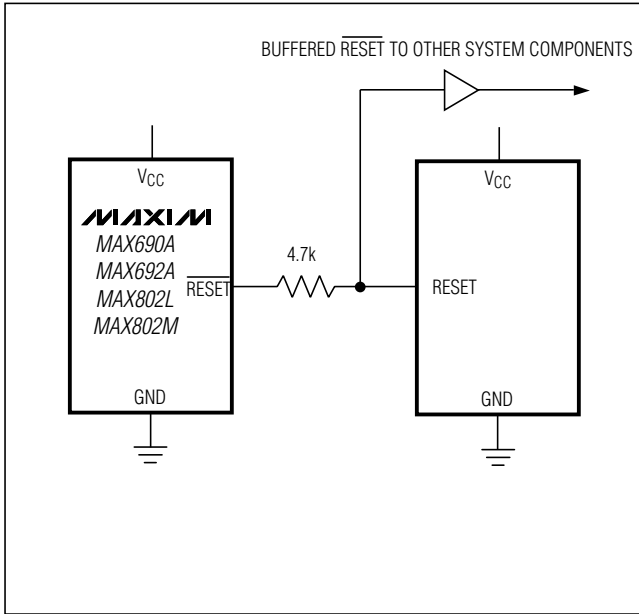 BUFFERED RESET TO OTHER SYSTEM COMPONENTS
VCC
MAXIM
MAX690A
MAX692A
MAX802L
MAX802M
RESET
GND
4.7k
VCC
RESET
GND